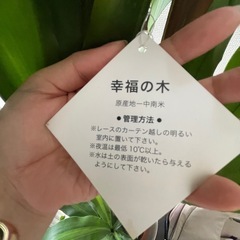 幸福の木
原産地ー中南米
● 管理方法 ●
※レースのカーテン越しの明るい
室内に置いて下さい。
※夜温は最低10℃以上。
※水は土の表面が乾いたら与える
ようにして下さい。